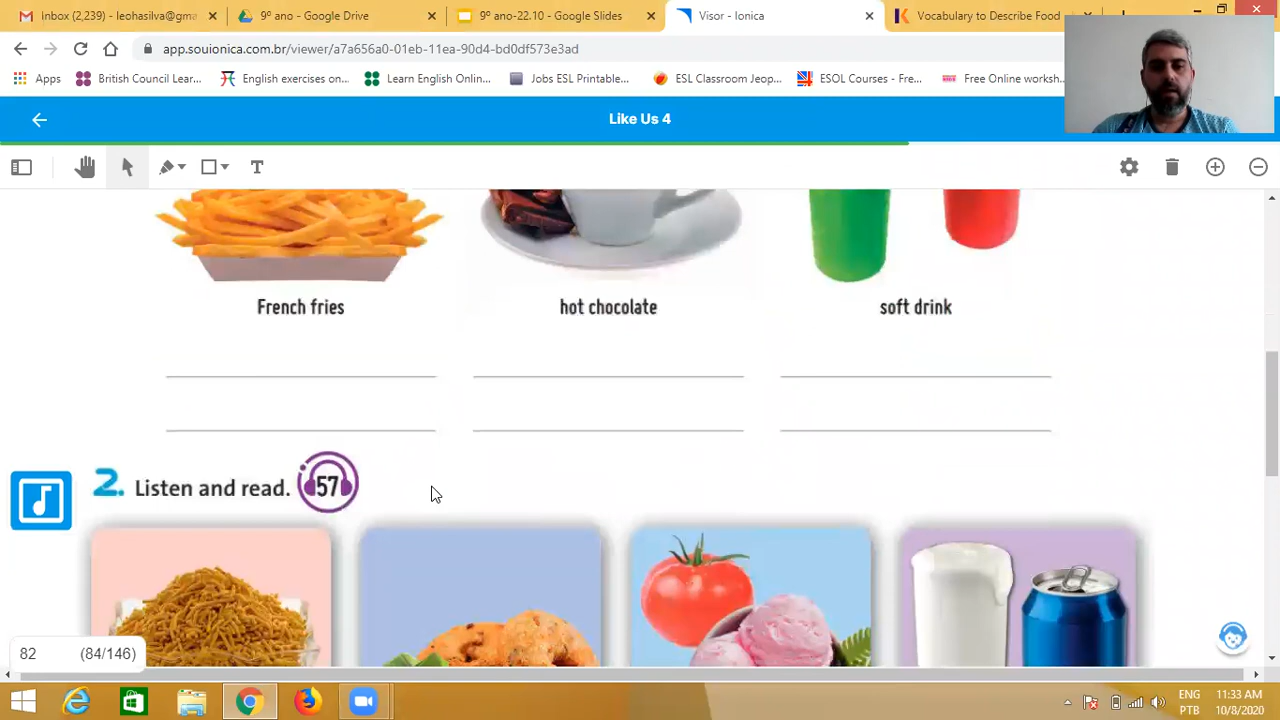 inbox (2,239) - leohasilva@gma
9º ano - Google Drive
9º ano-22.10 - Google Slides
Visor - Ionica
Vocabulary to Describe Food
app.souionica.com.br/viewer/a7a656a0-01eb-11ea-90d4-bd0df573e3ad
Apps
British Council Lear...
English exercises on...
Learn English Onlin...
Jobs ESL Printable...
ESL Classroom Jeop...
ESOL Courses - Fre...
Free Online worksh...
Like Us 4
T
French fries
hot chocolate
soft drink
2. Listen and read. 57
82 (84/146)
ENG
PTB
11:33 AM
10/8/2020